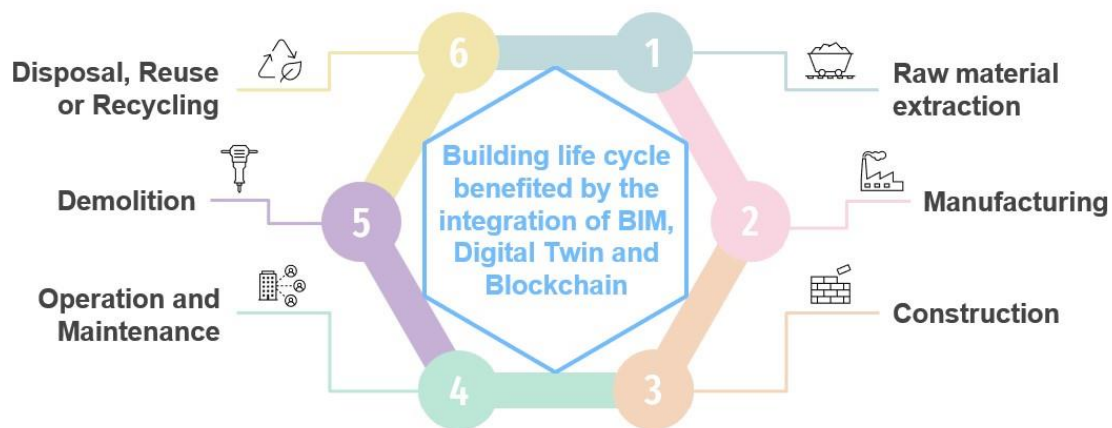 6
1
Disposal, Reuse
or Recycling
Raw material
extraction
Building life cycle
benefited by the
integration of BIM,
Digital Twin and
Blockchain
Demolition
5
2
Manufacturing
Operation and
Maintenance
Construction
4
3